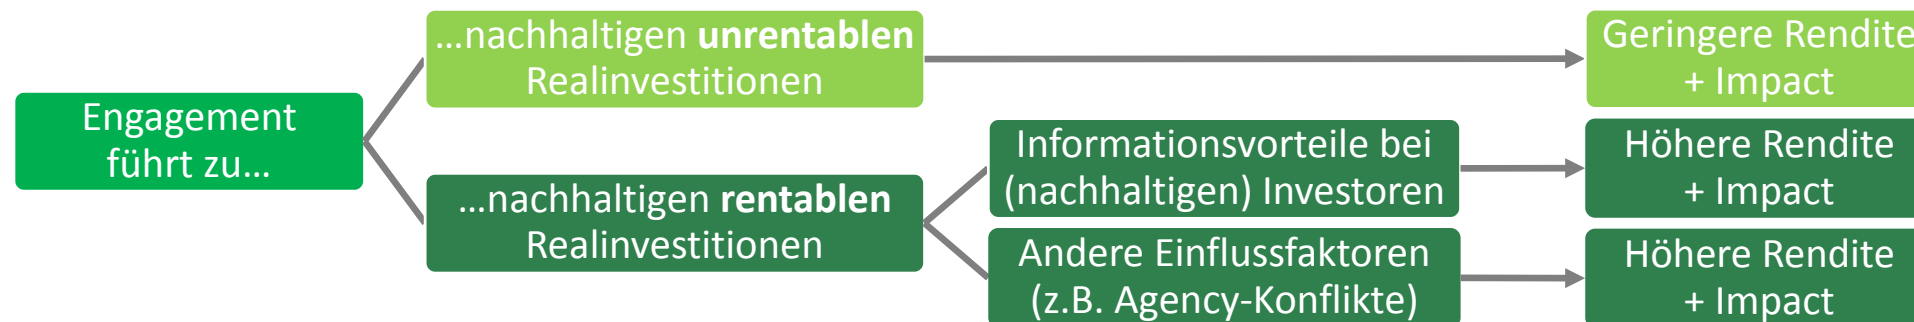 Engagement
führt zu...
...nachhaltigen unrentablen
Realinvestitionen
Geringere Rendite
+ Impact
...nachhaltigen rentablen
Realinvestitionen
Informationsvorteile bei
(nachhaltigen) Investoren
Höhere Rendite
+ Impact
Andere Einflussfaktoren
(z.B. Agency-Konflikte)
Höhere Rendite
+ Impact